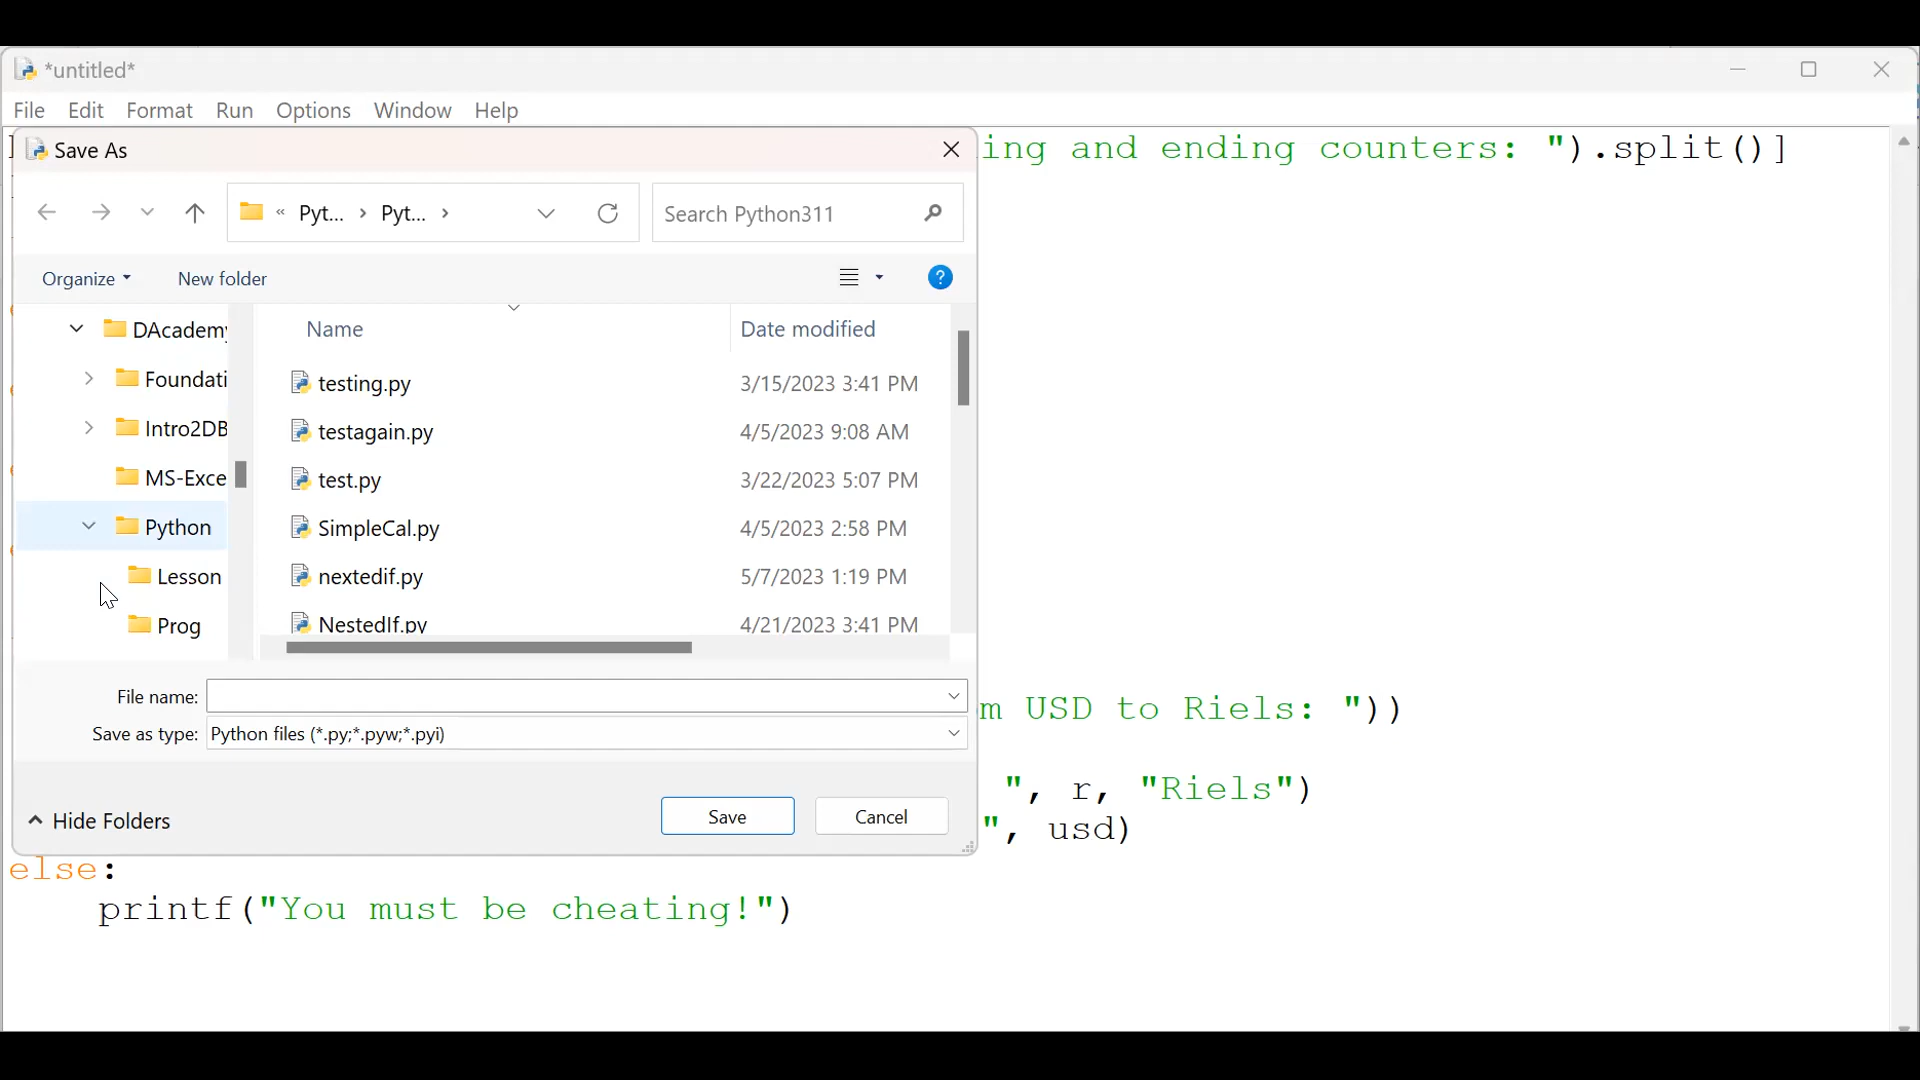 *untitled*
File Edit Format Run Options Window Help
Save As
ing and ending counters: ").split()]
« Pyt... › Pyt... ›
Search Python311
Organize New folder
Name Date modified
DAcademy
Foundati
Intro2DB
MS-Exce
Python
Lesson
Prog
testing.py 3/15/2023 3:41 PM
testagain.py 4/5/2023 9:08 AM
test.py 3/22/2023 5:07 PM
SimpleCal.py 4/5/2023 2:58 PM
nextedif.py 5/7/2023 1:19 PM
NestedIf.py 4/21/2023 3:41 PM
File name:
Save as type: Python files (*.py;*.pyw;*.pyi)
Hide Folders
Save Cancel
m USD to Riels: "))
", r, "Riels")
", usd)
else:
printf("You must be cheating!")